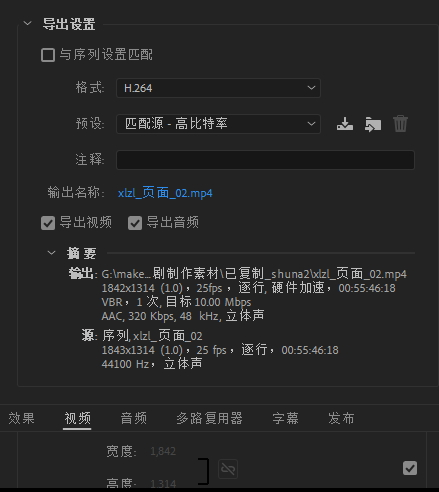 导出设置
与序列设置匹配
格式: H.264
预设: 匹配源 - 高比特率
注释:
输出名称: xlzl_页面_02.mp4
导出视频 导出音频
摘要
输出: G:\make...剧制作素材\已复制_shuna2\xlzl_页面_02.mp4
1842x1314 (1.0), 25fps, 逐行, 硬件加速, 00:55:46:18
VBR, 1 次, 目标 10.00 Mbps
AAC, 320 Kbps, 48 kHz, 立体声
源: 序列, xlzl_页面_02
1843x1314 (1.0), 25 fps, 逐行, 00:55:46:18
44100 Hz, 立体声
效果 视频 音频 多路复用器 字幕 发布
宽度: 1,842
高度: 1,314